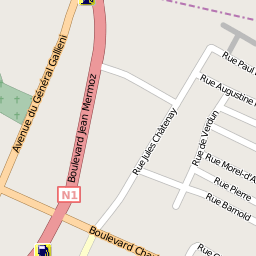 Avenue du Général Gallieni
Boulevard Jean Mermoz
N1
Rue Jules Châtenay
Rue Paul
Rue Augustine
Rue de Verdun
Rue Morel-d'A
Rue Pierre
Rue Bamold
Boulevard Cha